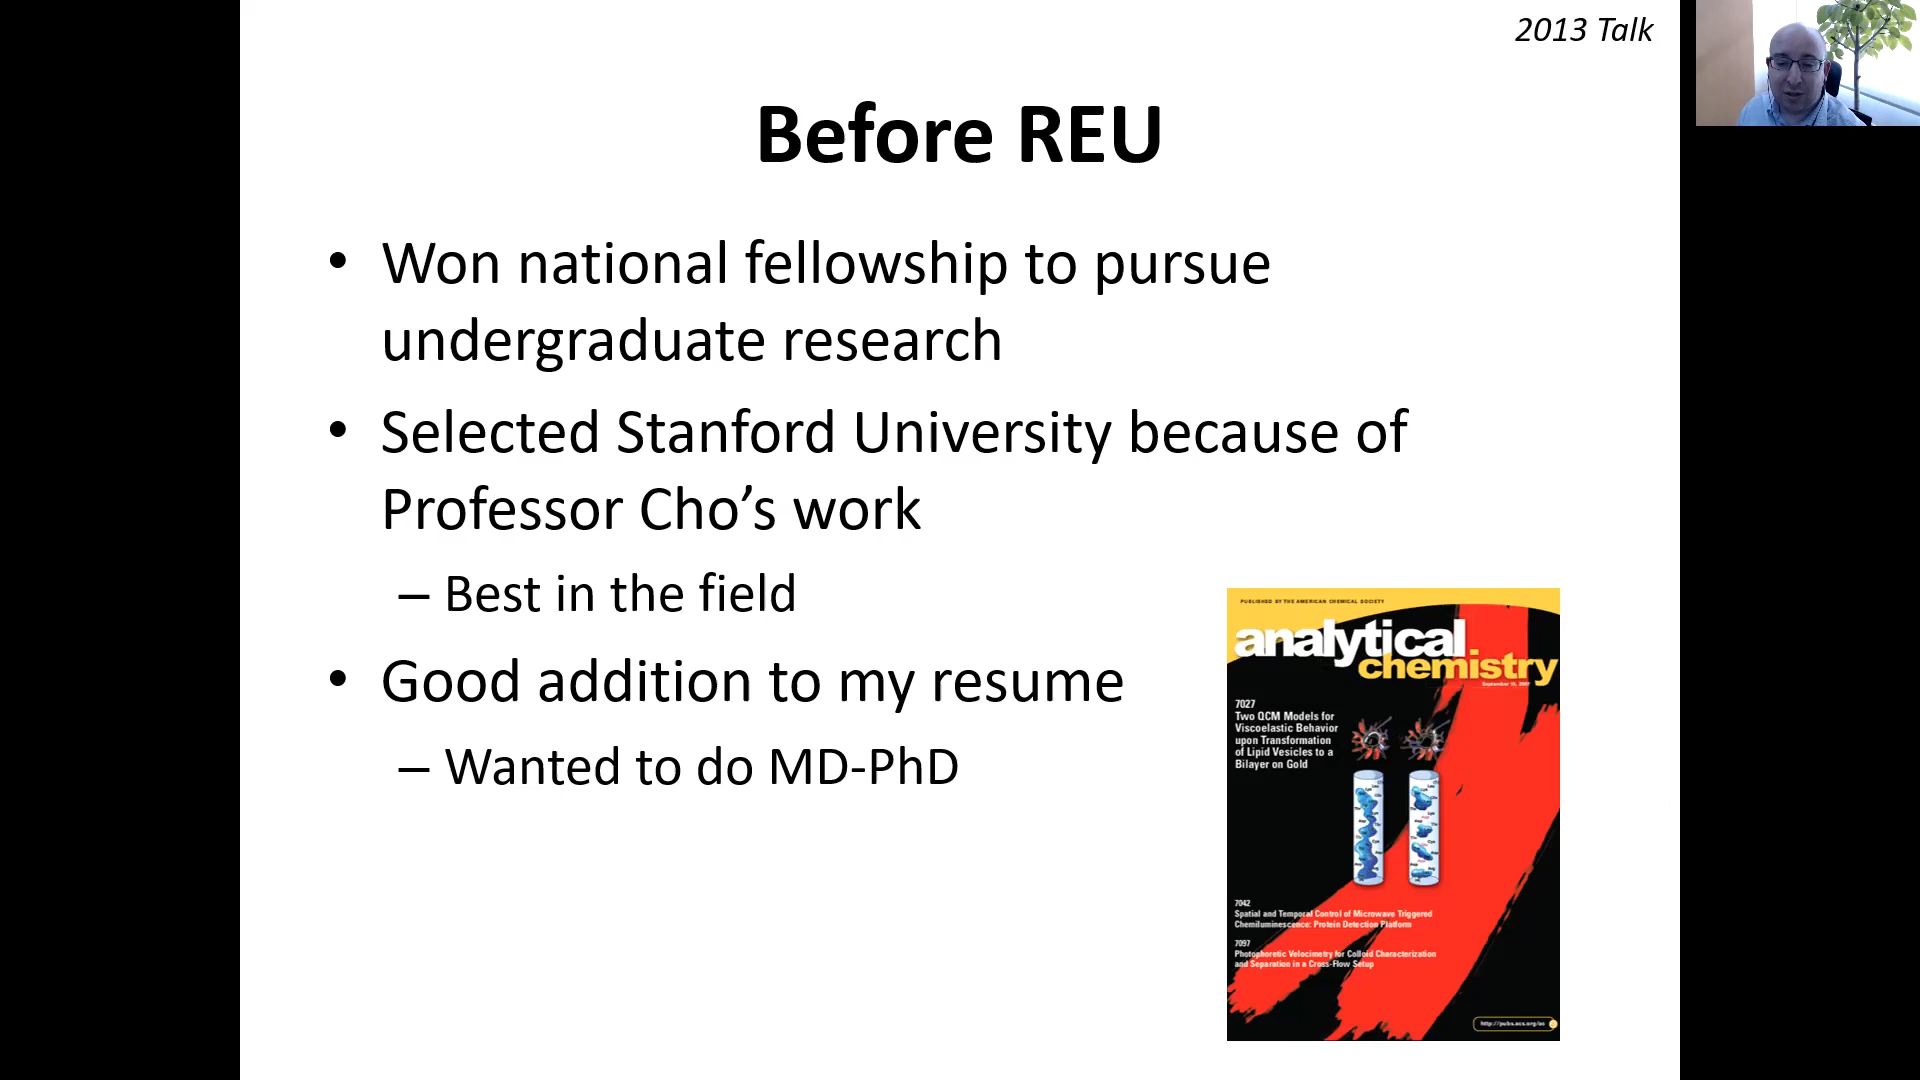 2013 Talk
Before REU
• Won national fellowship to pursue
undergraduate research
• Selected Stanford University because of
Professor Cho’s work
– Best in the field
• Good addition to my resume
– Wanted to do MD-PhD
PUBLISHED BY THE AMERICAN CHEMICAL SOCIETY
analytical
chemistry
7027
Two QCM Models for
Viscoelastic Behavior
upon Transformation
of Lipid Vesicles to a
Bilayer on Gold
7042
Spatial and Temporal Control of Microwave Triggered
Chemiluminescence: Protein Detection Platform
7097
Photophoretic Velocimetry for Colloid Characterization
and Separation in a Cross-Flow Setup
http://pubs.acs.org/ac